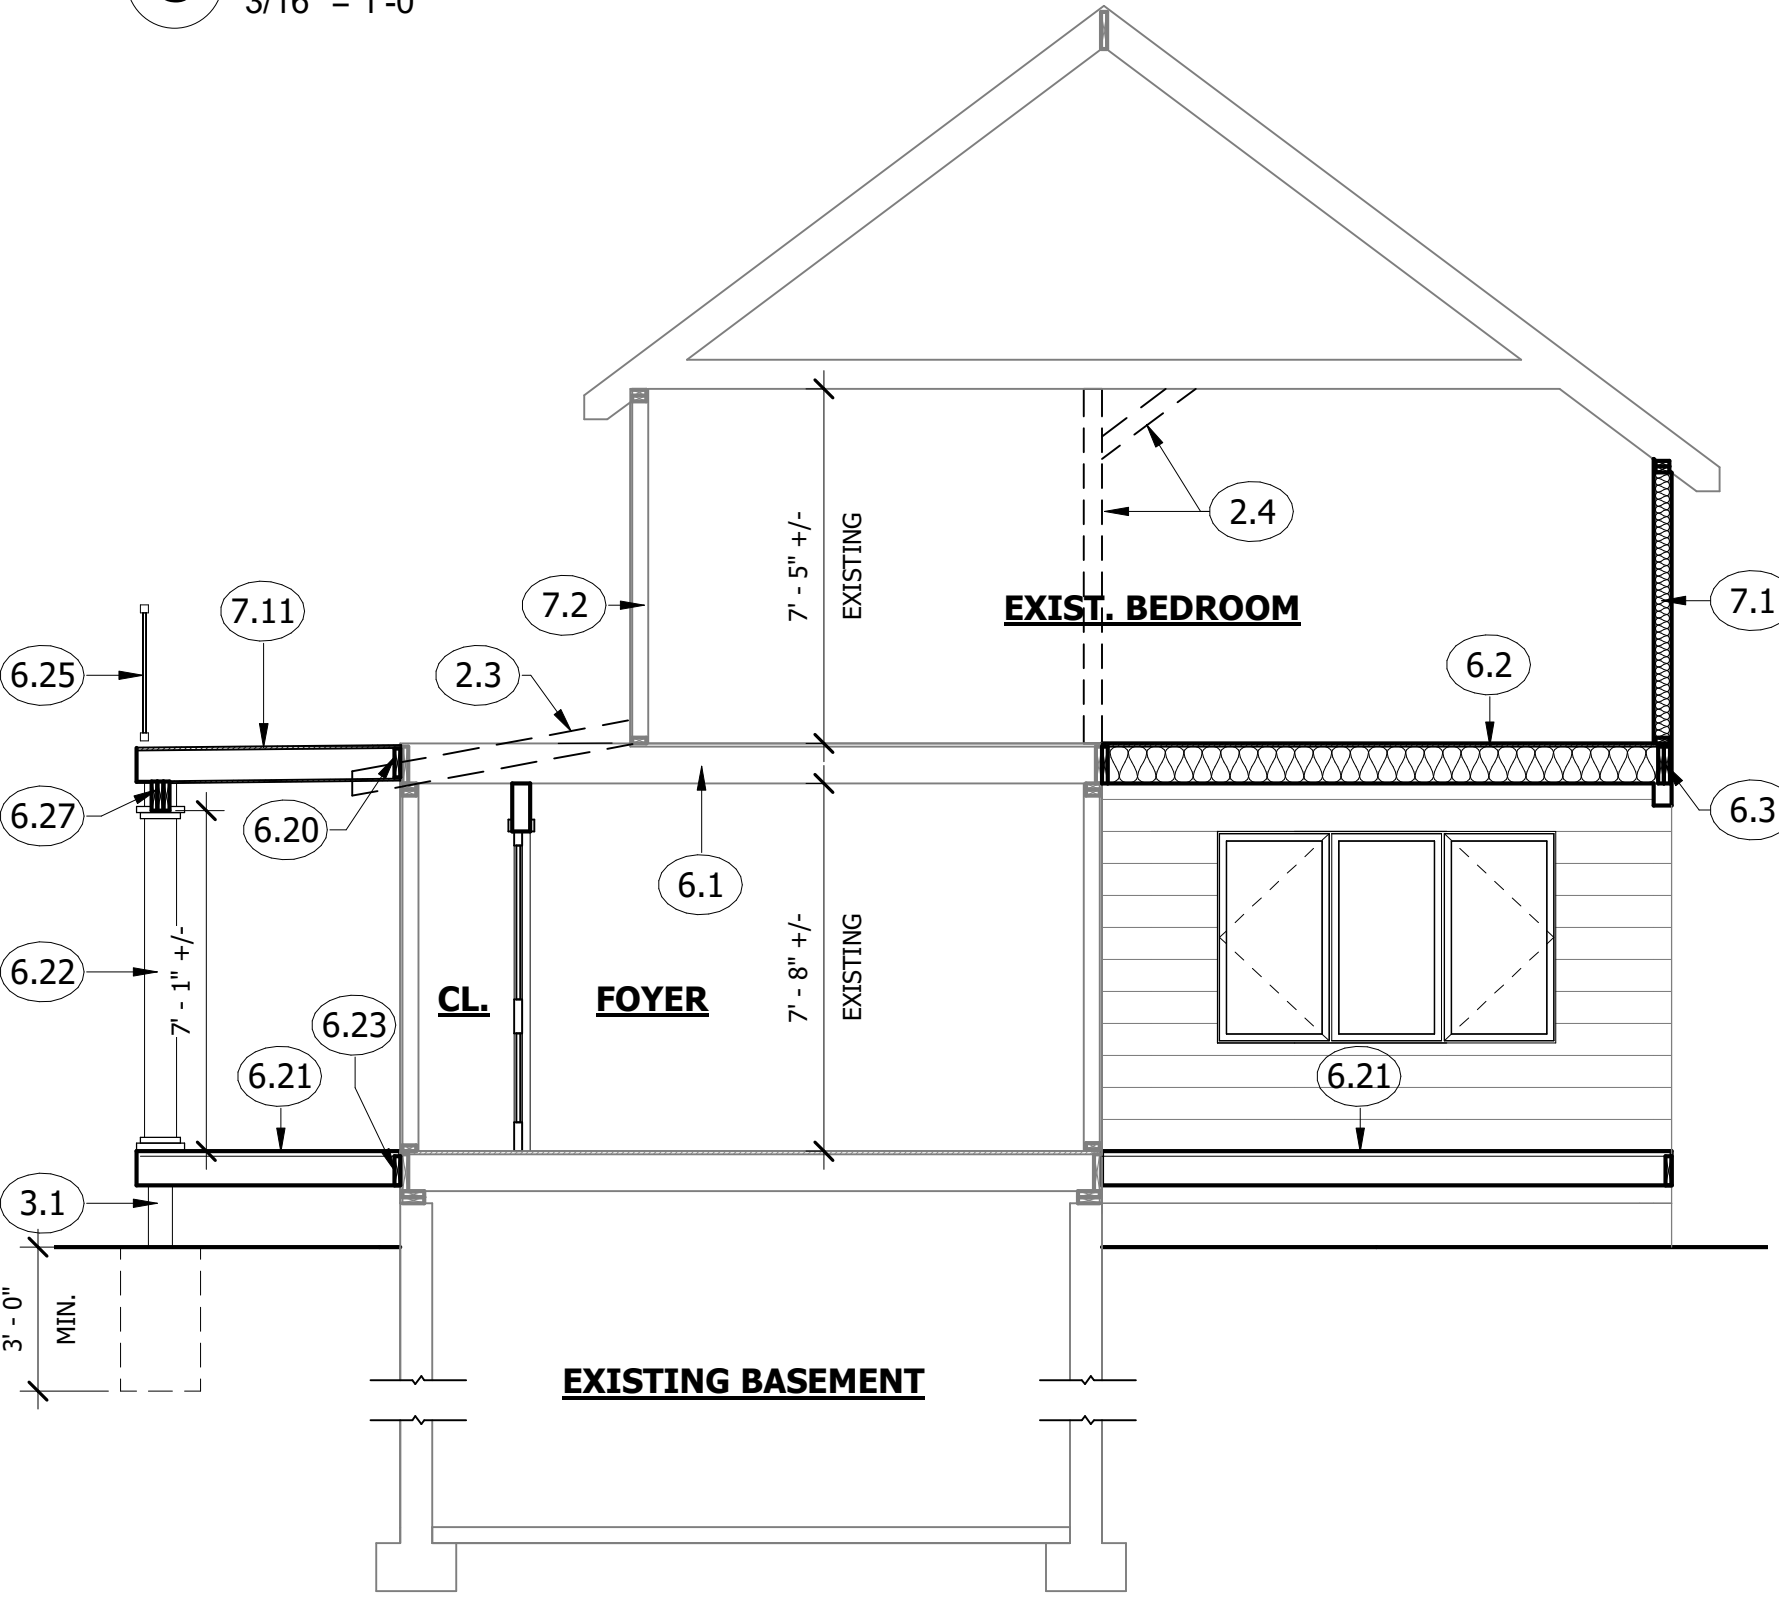 3/16" = 1'-0"
7' - 5" +/-
EXISTING
2.4
7.2
EXIST. BEDROOM
7.1
7.11
6.25
2.3
6.2
6.27
6.20
6.1
6.3
6.22
7' - 1" +/-
CL.
FOYER
7' - 8" +/-
EXISTING
6.23
6.21
6.21
3.1
3' - 0"
MIN.
EXISTING BASEMENT